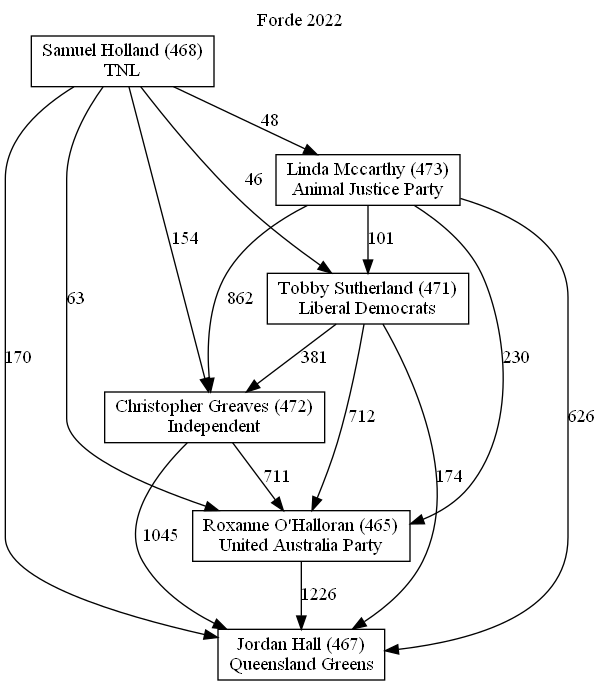 Forde 2022
Samuel Holland (468)
TNL
48
Linda Mccarthy (473)
Animal Justice Party
46
154
101
862
63
230
Tobby Sutherland (471)
Liberal Democrats
170
381
712
626
Christopher Greaves (472)
Independent
174
711
1045
Roxanne O'Halloran (465)
United Australia Party
1226
Jordan Hall (467)
Queensland Greens